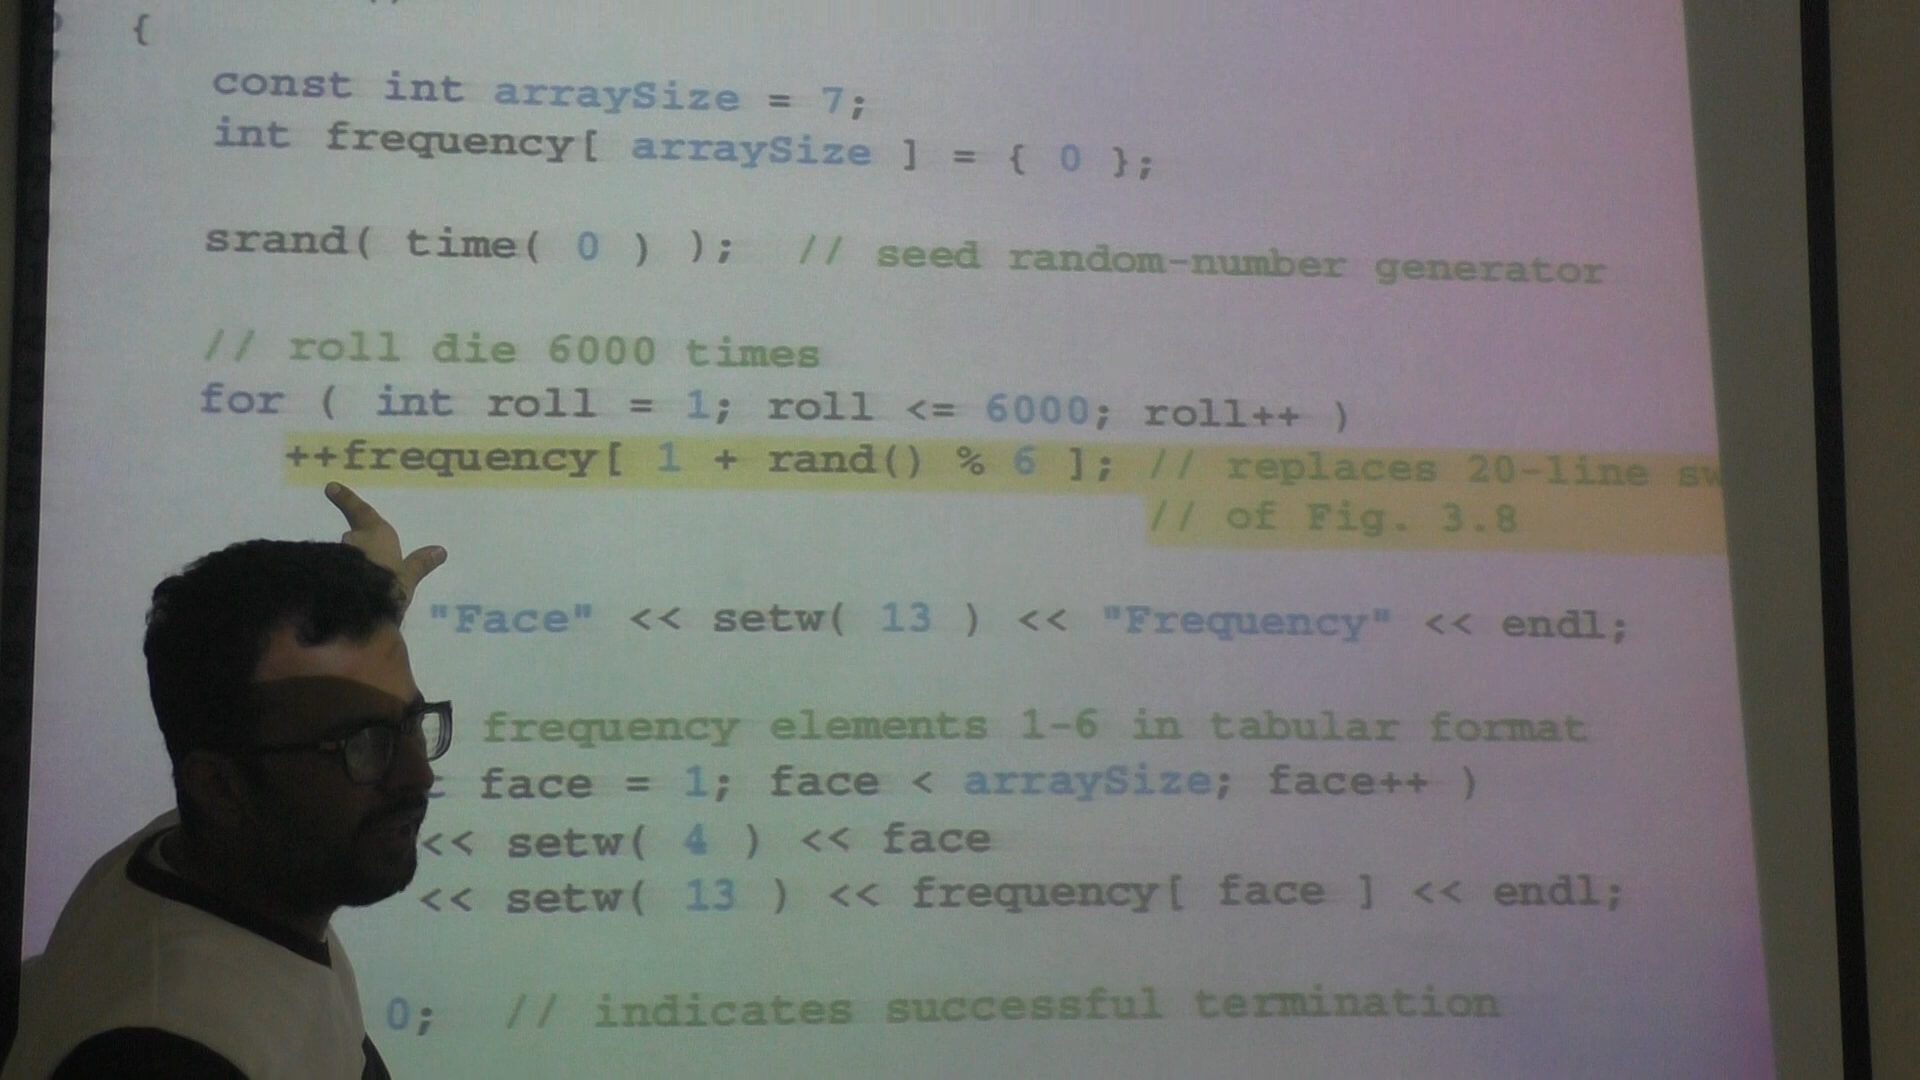 {
const int arraySize = 7;
int frequency[ arraySize ] = { 0 };
srand( time( 0 ) ); // seed random-number generator
// roll die 6000 times
for ( int roll = 1; roll <= 6000; roll++ )
++frequency[ 1 + rand() % 6 ]; // replaces 20-line sw
// of Fig. 3.8
"Face" << setw( 13 ) << "Frequency" << endl;
frequency elements 1-6 in tabular format
face = 1; face < arraySize; face++ )
<< setw( 4 ) << face
<< setw( 13 ) << frequency[ face ] << endl;
0; // indicates successful termination